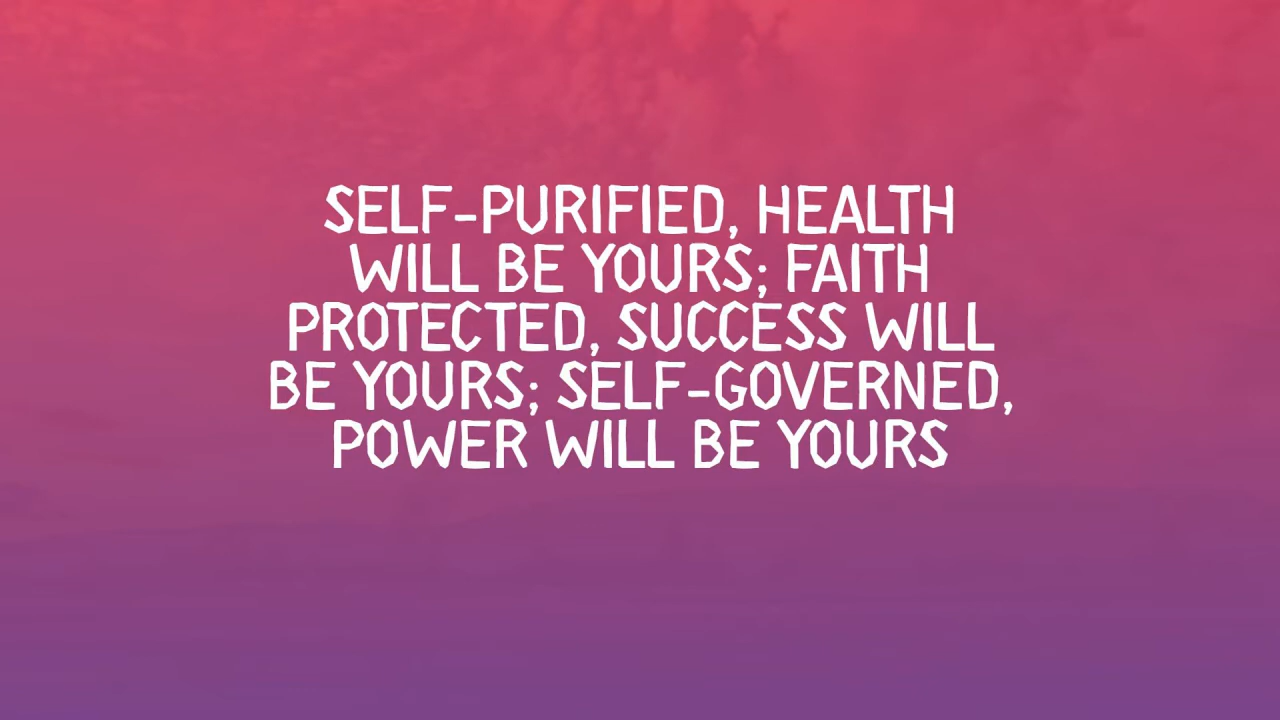 SELF-PURIFIED, HEALTH
WILL BE YOURS; FAITH
PROTECTED, SUCCESS WILL
BE YOURS; SELF-GOVERNED,
POWER WILL BE YOURS